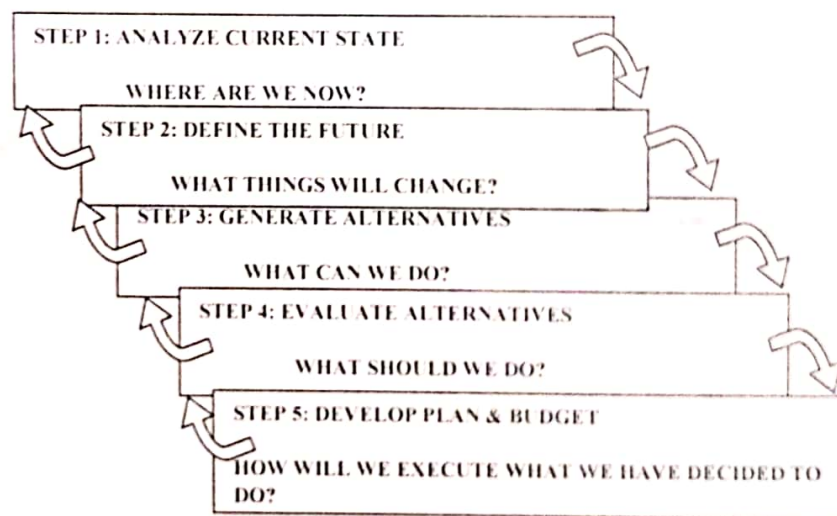 STEP 1: ANALYZE CURRENT STATE
WHERE ARE WE NOW?
STEP 2: DEFINE THE FUTURE
WHAT THINGS WILL CHANGE?
STEP 3: GENERATE ALTERNATIVES
WHAT CAN WE DO?
STEP 4: EVALUATE ALTERNATIVES
WHAT SHOULD WE DO?
STEP 5: DEVELOP PLAN & BUDGET
HOW WILL WE EXECUTE WHAT WE HAVE DECIDED TO
DO?